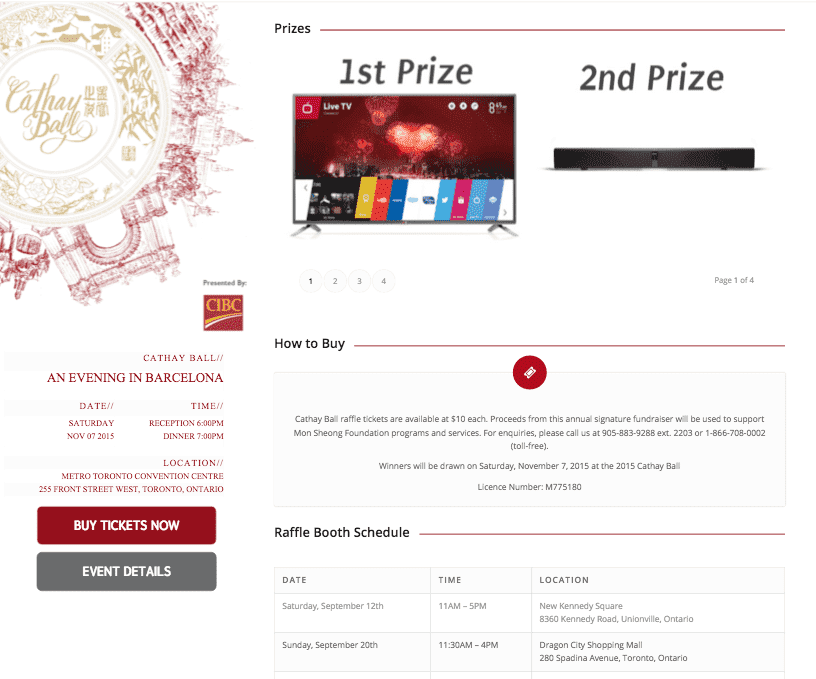 Cathay
Ball
Presented By:
CIBC
CATHAY BALL//
AN EVENING IN BARCELONA
DATE// TIME//
SATURDAY RECEPTION 6:00PM
NOV 07 2015 DINNER 7:00PM
LOCATION//
METRO TORONTO CONVENTION CENTRE
255 FRONT STREET WEST, TORONTO, ONTARIO
BUY TICKETS NOW
EVENT DETAILS
Prizes
1st Prize
2nd Prize
Live TV
1 2 3 4
Page 1 of 4
How to Buy
Cathay Ball raffle tickets are available at $10 each. Proceeds from this annual signature fundraiser will be used to support
Mon Sheong Foundation programs and services. For enquiries, please call us at 905-883-9288 ext. 2203 or 1-866-708-0002
(toll-free).
Winners will be drawn on Saturday, November 7, 2015 at the 2015 Cathay Ball
Licence Number: M775180
Raffle Booth Schedule
DATE TIME LOCATION
Saturday, September 12th 11AM – 5PM New Kennedy Square
8360 Kennedy Road, Unionville, Ontario
Sunday, September 20th 11:30AM – 4PM Dragon City Shopping Mall
280 Spadina Avenue, Toronto, Ontario